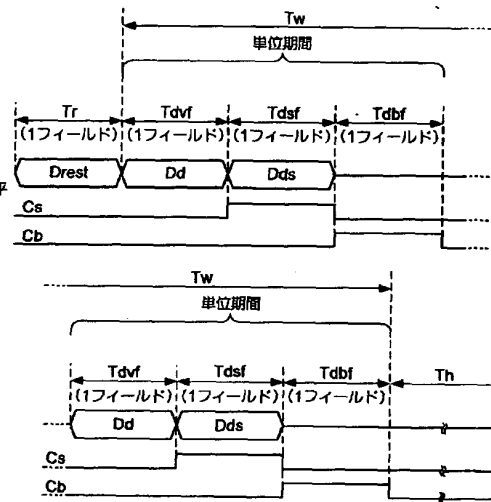 Tw
単位期間
Tr Tdvf Tdsf Tdbf
(1フィールド) (1フィールド) (1フィールド) (1フィールド)
Drest Dd Dds
平
Cs
Cb
Tw
単位期間
Tdvf Tdsf Tdbf Th
(1フィールド) (1フィールド) (1フィールド)
Dd Dds
Cs
Cb